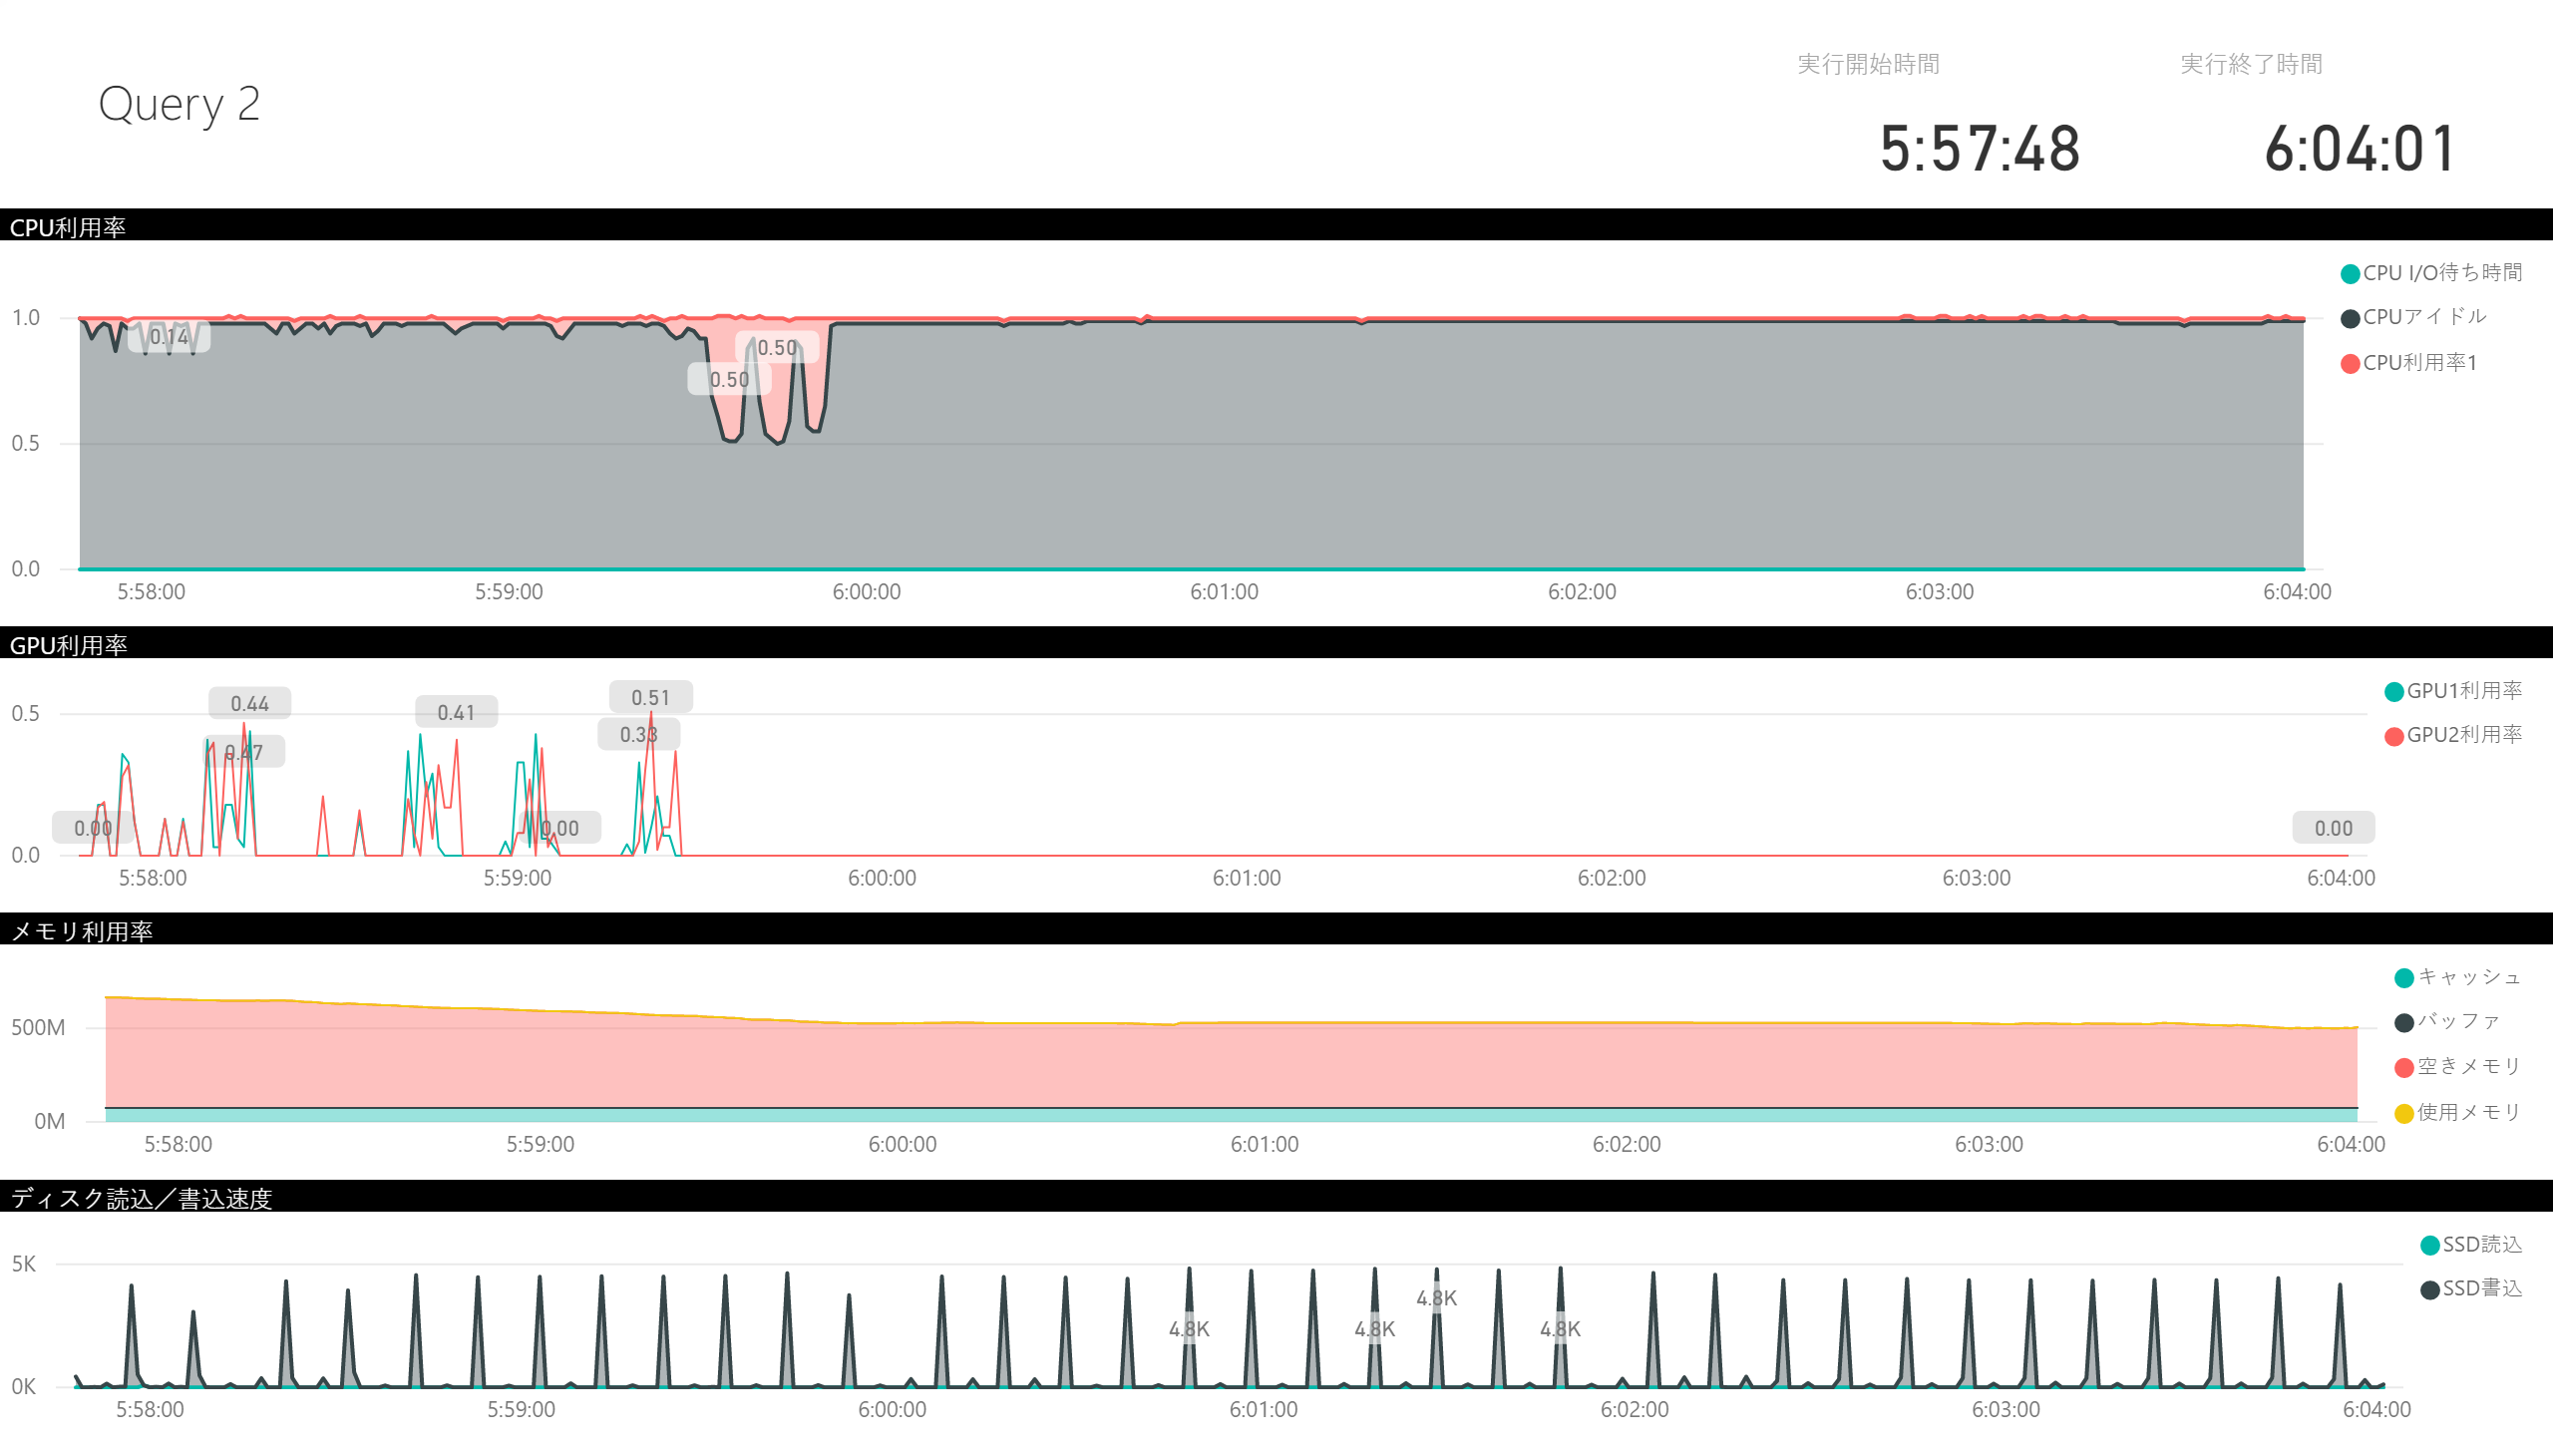 Query 2
実行開始時間
実行終了時間
5:57:48
6:04:01
CPU利用率
CPU I/O待ち時間
CPUアイドル
CPU利用率1
1.0
0.5
0.0
0.14
0.50
0.50
5:58:00
5:59:00
6:00:00
6:01:00
6:02:00
6:03:00
6:04:00
GPU利用率
GPU1利用率
GPU2利用率
0.5
0.0
0.00
0.44
0.47
0.41
0.00
0.51
0.33
0.00
5:58:00
5:59:00
6:00:00
6:01:00
6:02:00
6:03:00
6:04:00
メモリ利用率
キャッシュ
バッファ
空きメモリ
使用メモリ
500M
0M
5:58:00
5:59:00
6:00:00
6:01:00
6:02:00
6:03:00
6:04:00
ディスク読込／書込速度
SSD読込
SSD書込
5K
0K
4.8K
4.8K
4.8K
4.8K
5:58:00
5:59:00
6:00:00
6:01:00
6:02:00
6:03:00
6:04:00